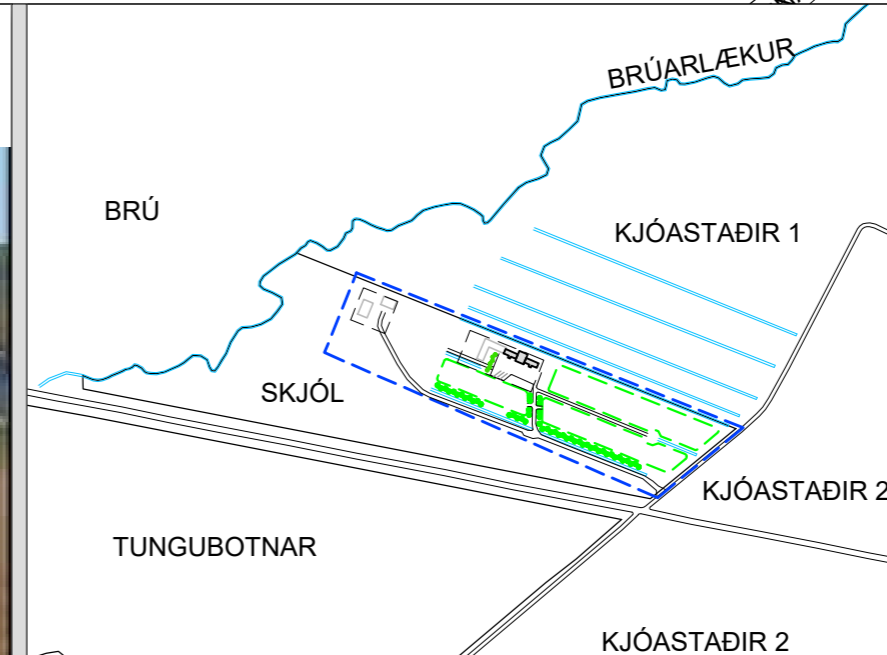 BRÚARLÆKUR
BRÚ
KJÓASTAÐIR 1
SKJÓL
KJÓASTAÐIR 2
TUNGUBOTNAR
KJÓASTAÐIR 2